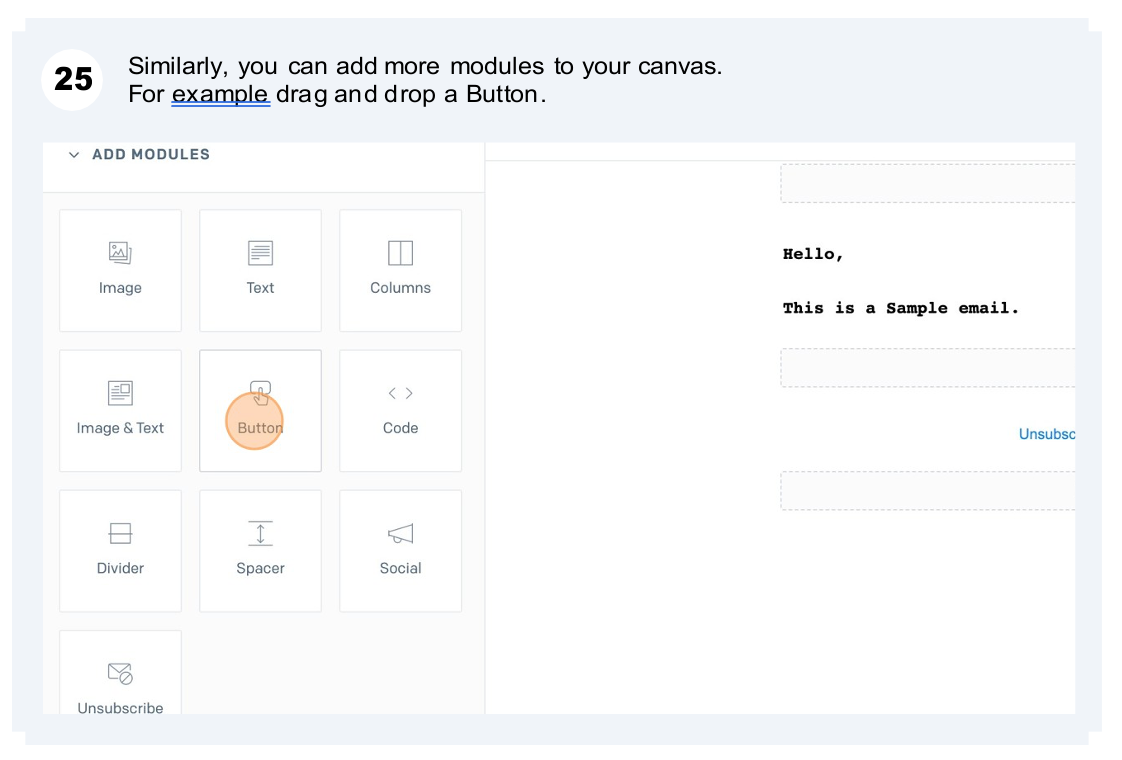 25
Similarly, you can add more modules to your canvas.
For example drag and drop a Button.
ADD MODULES
Image
Text
Columns
Image & Text
Button
Code
Divider
Spacer
Social
Unsubscribe
Hello,
This is a Sample email.
Unsubsc